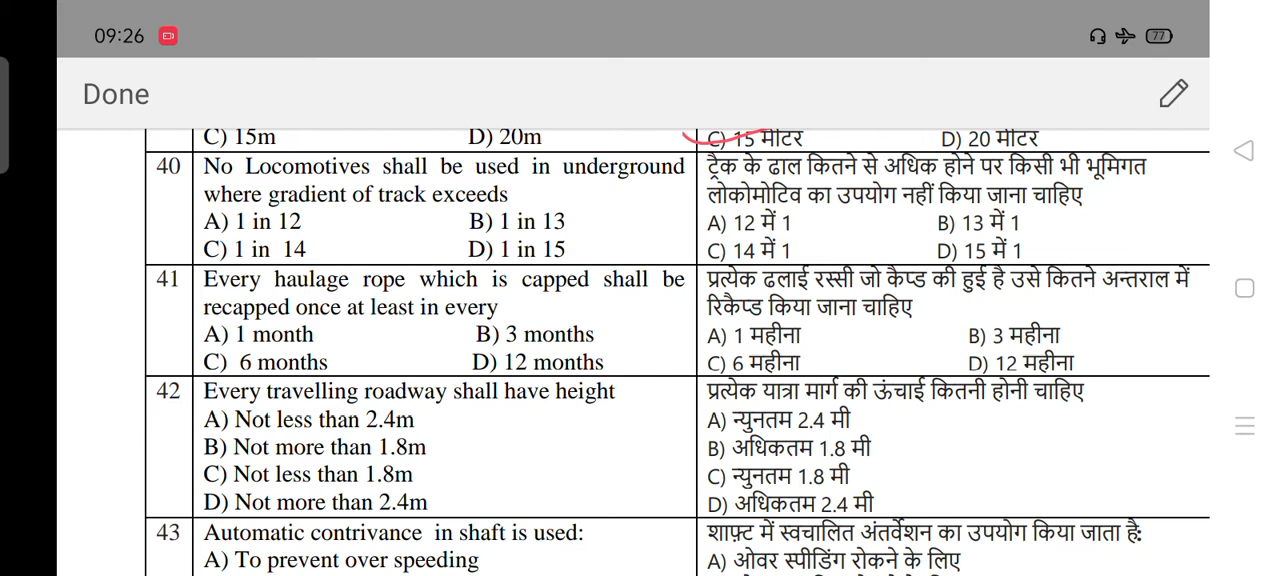 09:26
77
Done
C) 15m D) 20m C) 15 मीटर D) 20 मीटर
40 No Locomotives shall be used in underground ट्रैक के ढाल कितने से अधिक होने पर किसी भी भूमिगत
where gradient of track exceeds लोकोमोटिव का उपयोग नहीं किया जाना चाहिए
A) 1 in 12 B) 1 in 13 A) 12 में 1 B) 13 में 1
C) 1 in 14 D) 1 in 15 C) 14 में 1 D) 15 में 1
41 Every haulage rope which is capped shall be प्रत्येक ढलाई रस्सी जो कैप्ड की हुई है उसे कितने अन्तराल में
recapped once at least in every रिकैप्ड किया जाना चाहिए
A) 1 month B) 3 months A) 1 महीना B) 3 महीना
C) 6 months D) 12 months C) 6 महीना D) 12 महीना
42 Every travelling roadway shall have height प्रत्येक यात्रा मार्ग की ऊंचाई कितनी होनी चाहिए
A) Not less than 2.4m A) न्युनतम 2.4 मी
B) Not more than 1.8m B) अधिकतम 1.8 मी
C) Not less than 1.8m C) न्युनतम 1.8 मी
D) Not more than 2.4m D) अधिकतम 2.4 मी
43 Automatic contrivance in shaft is used: शाफ़्ट में स्वचालित अंतर्वेशन का उपयोग किया जाता है:
A) To prevent over speeding A) ओवर स्पीडिंग रोकने के लिए